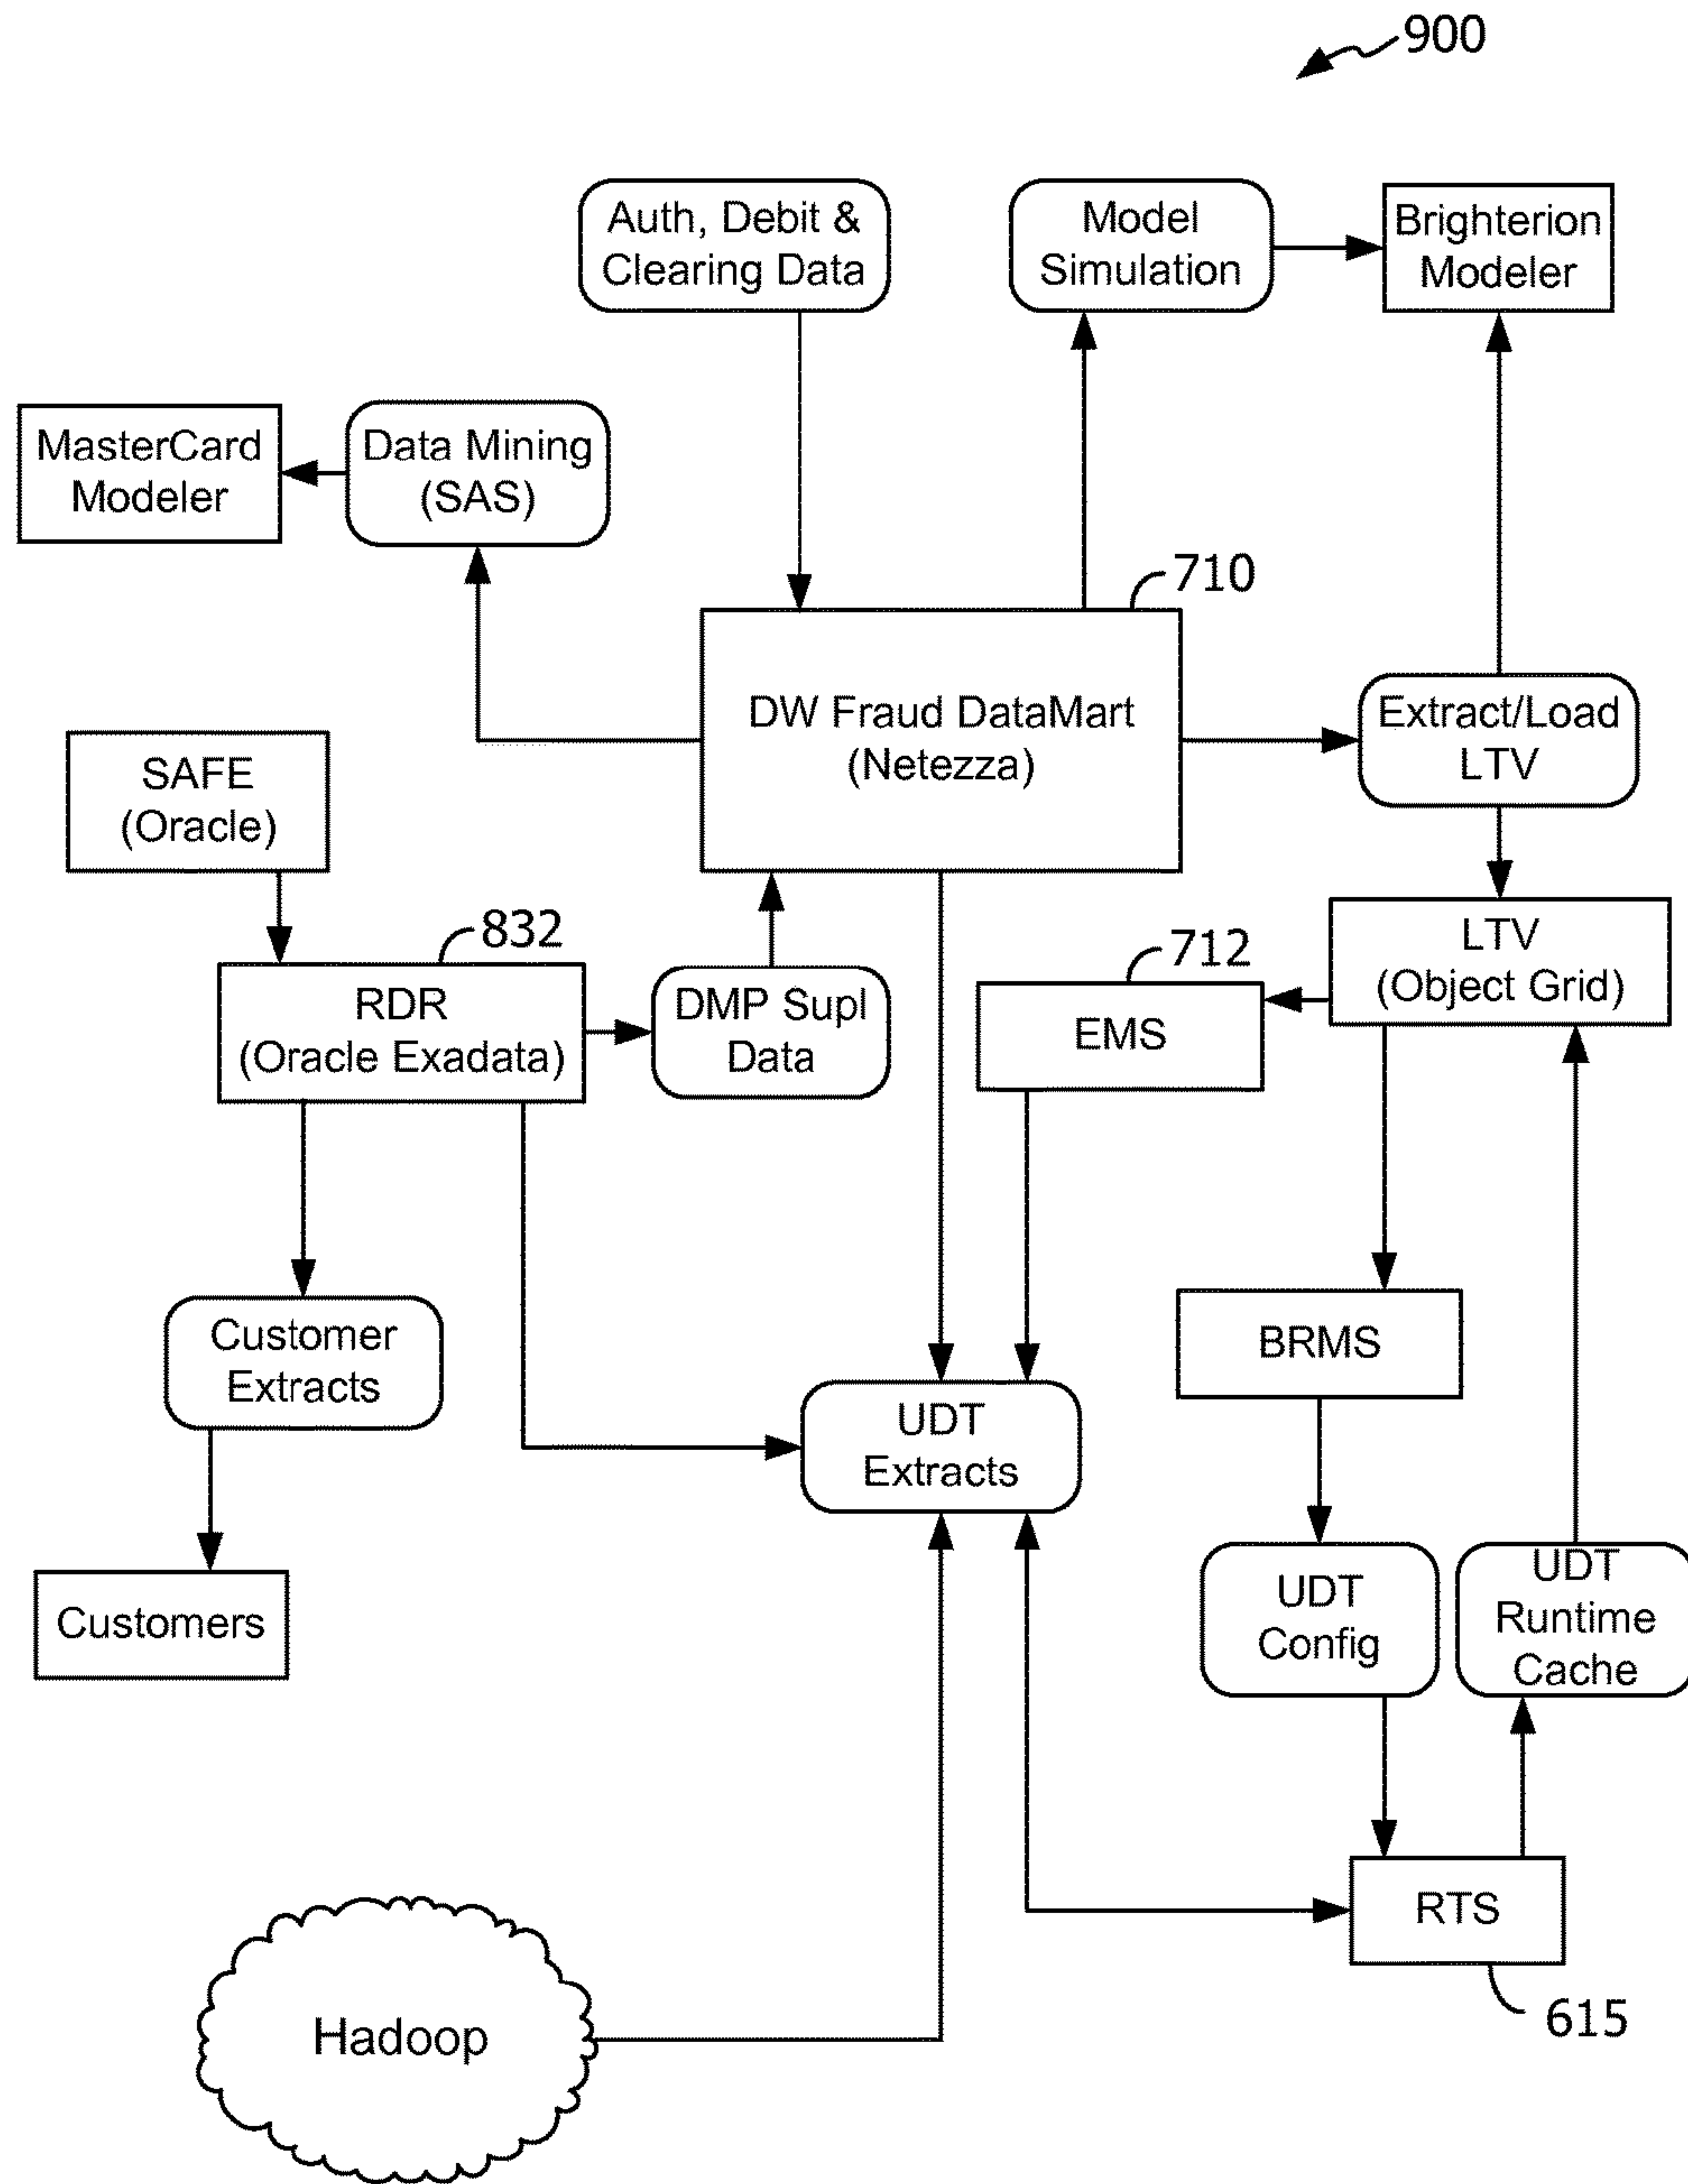 900
Auth, Debit &
Clearing Data
Model
Simulation
Brighterion
Modeler
MasterCard
Modeler
Data Mining
(SAS)
710
DW Fraud DataMart
(Netezza)
Extract/Load
LTV
SAFE
(Oracle)
832
RDR
(Oracle Exadata)
DMP Supl
Data
712
EMS
LTV
(Object Grid)
Customer
Extracts
BRMS
UDT
Extracts
Customers
UDT
Config
UDT
Runtime
Cache
RTS
615
Hadoop